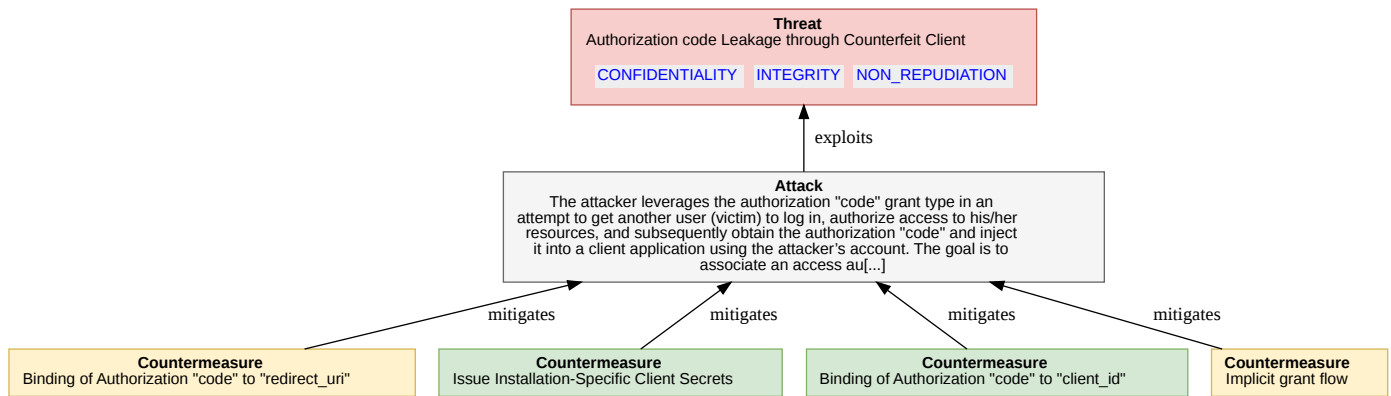 Threat
Authorization code Leakage through Counterfeit Client
CONFIDENTIALITY INTEGRITY NON_REPUDIATION
exploits
Attack
The attacker leverages the authorization "code" grant type in an
attempt to get another user (victim) to log in, authorize access to his/her
resources, and subsequently obtain the authorization "code" and inject
it into a client application using the attacker’s account. The goal is to
associate an access au[...]
mitigates mitigates mitigates mitigates
Countermeasure
Binding of Authorization "code" to "redirect_uri"
Countermeasure
Issue Installation-Specific Client Secrets
Countermeasure
Binding of Authorization "code" to "client_id"
Countermeasure
Implicit grant flow